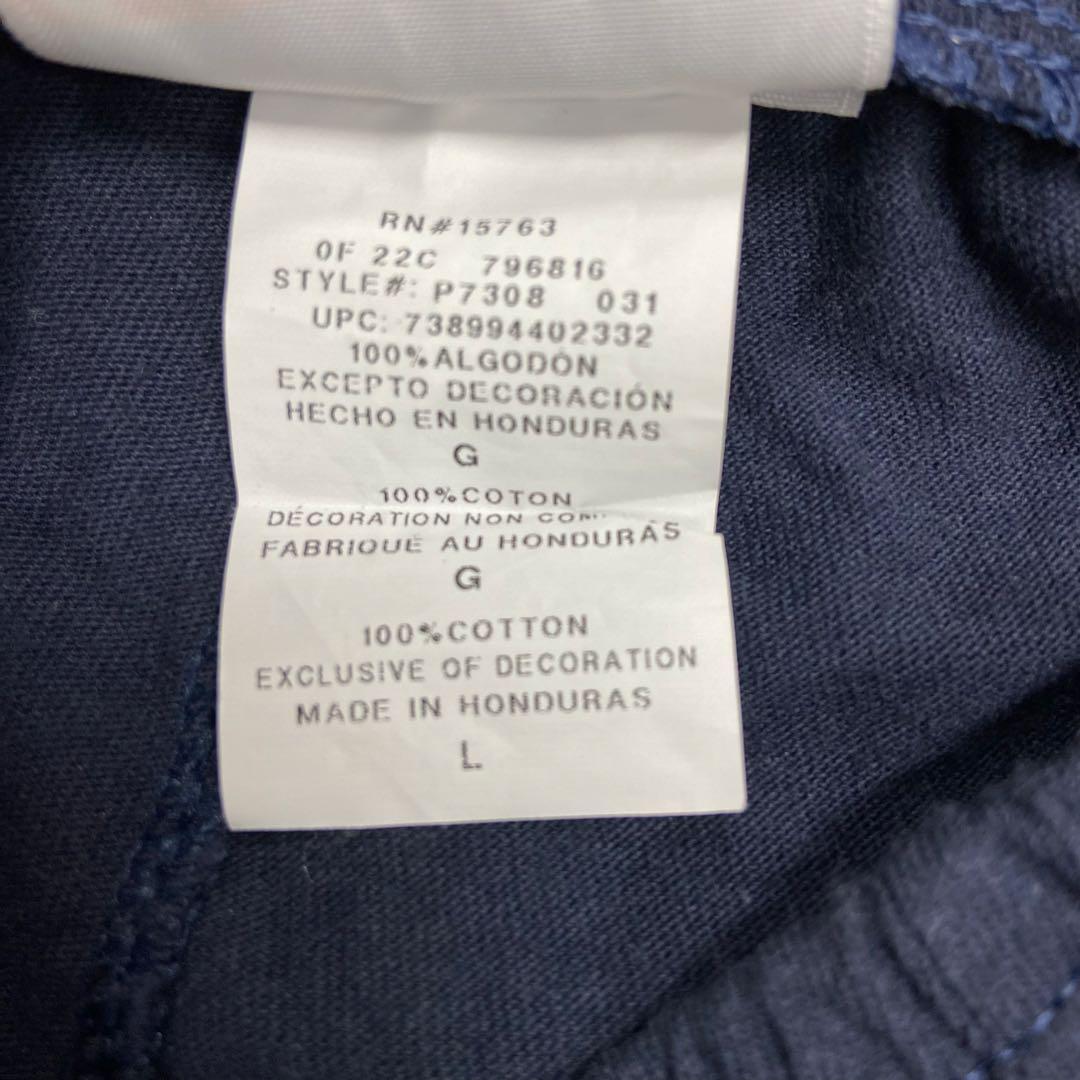 RN#15763
OF 22C 796816
STYLE#: P7308 031
UPC: 738994402332
100% ALGODÓN
EXCEPTO DECORACIÓN
HECHO EN HONDURAS
G
100% COTON
DÉCORATION NON
FABRIQUÉ AU HONDURAS
G
100% COTTON
EXCLUSIVE OF DECORATION
MADE IN HONDURAS
L